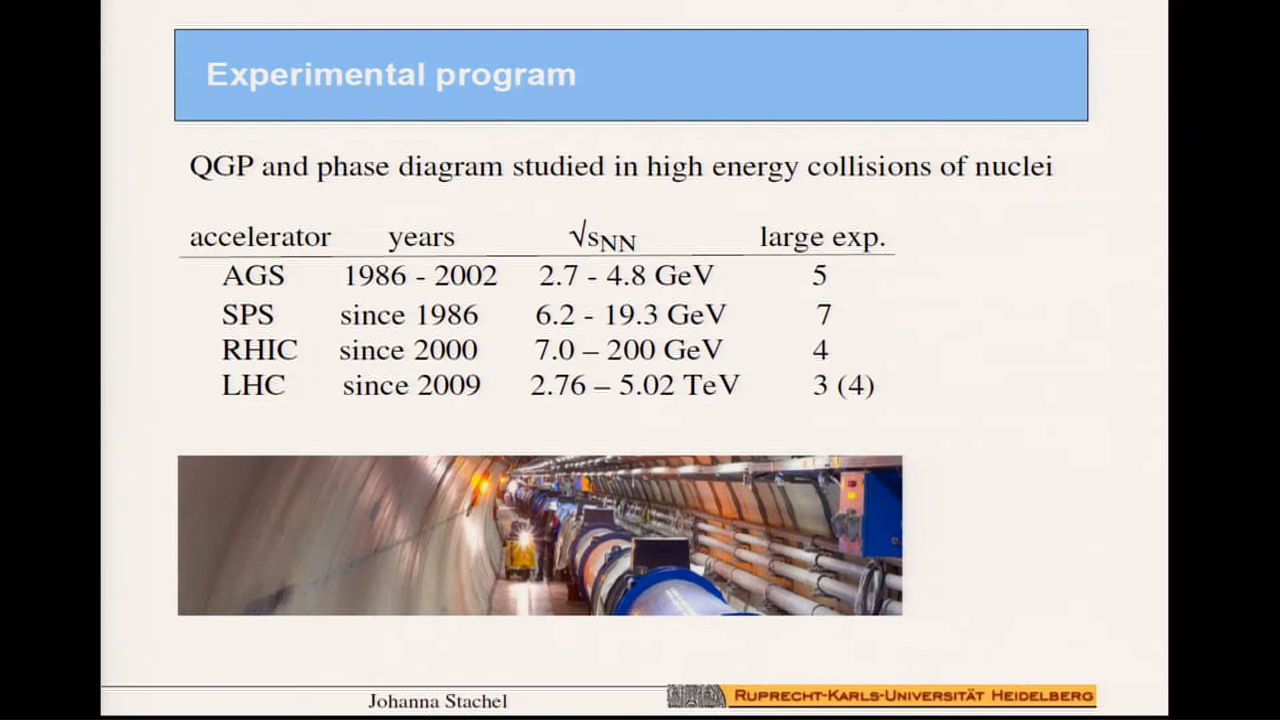 Experimental program
QGP and phase diagram studied in high energy collisions of nuclei
accelerator years √sNN large exp.
AGS 1986 - 2002 2.7 - 4.8 GeV 5
SPS since 1986 6.2 - 19.3 GeV 7
RHIC since 2000 7.0 – 200 GeV 4
LHC since 2009 2.76 – 5.02 TeV 3 (4)
Johanna Stachel
RUPRECHT-KARLS-UNIVERSITÄT HEIDELBERG